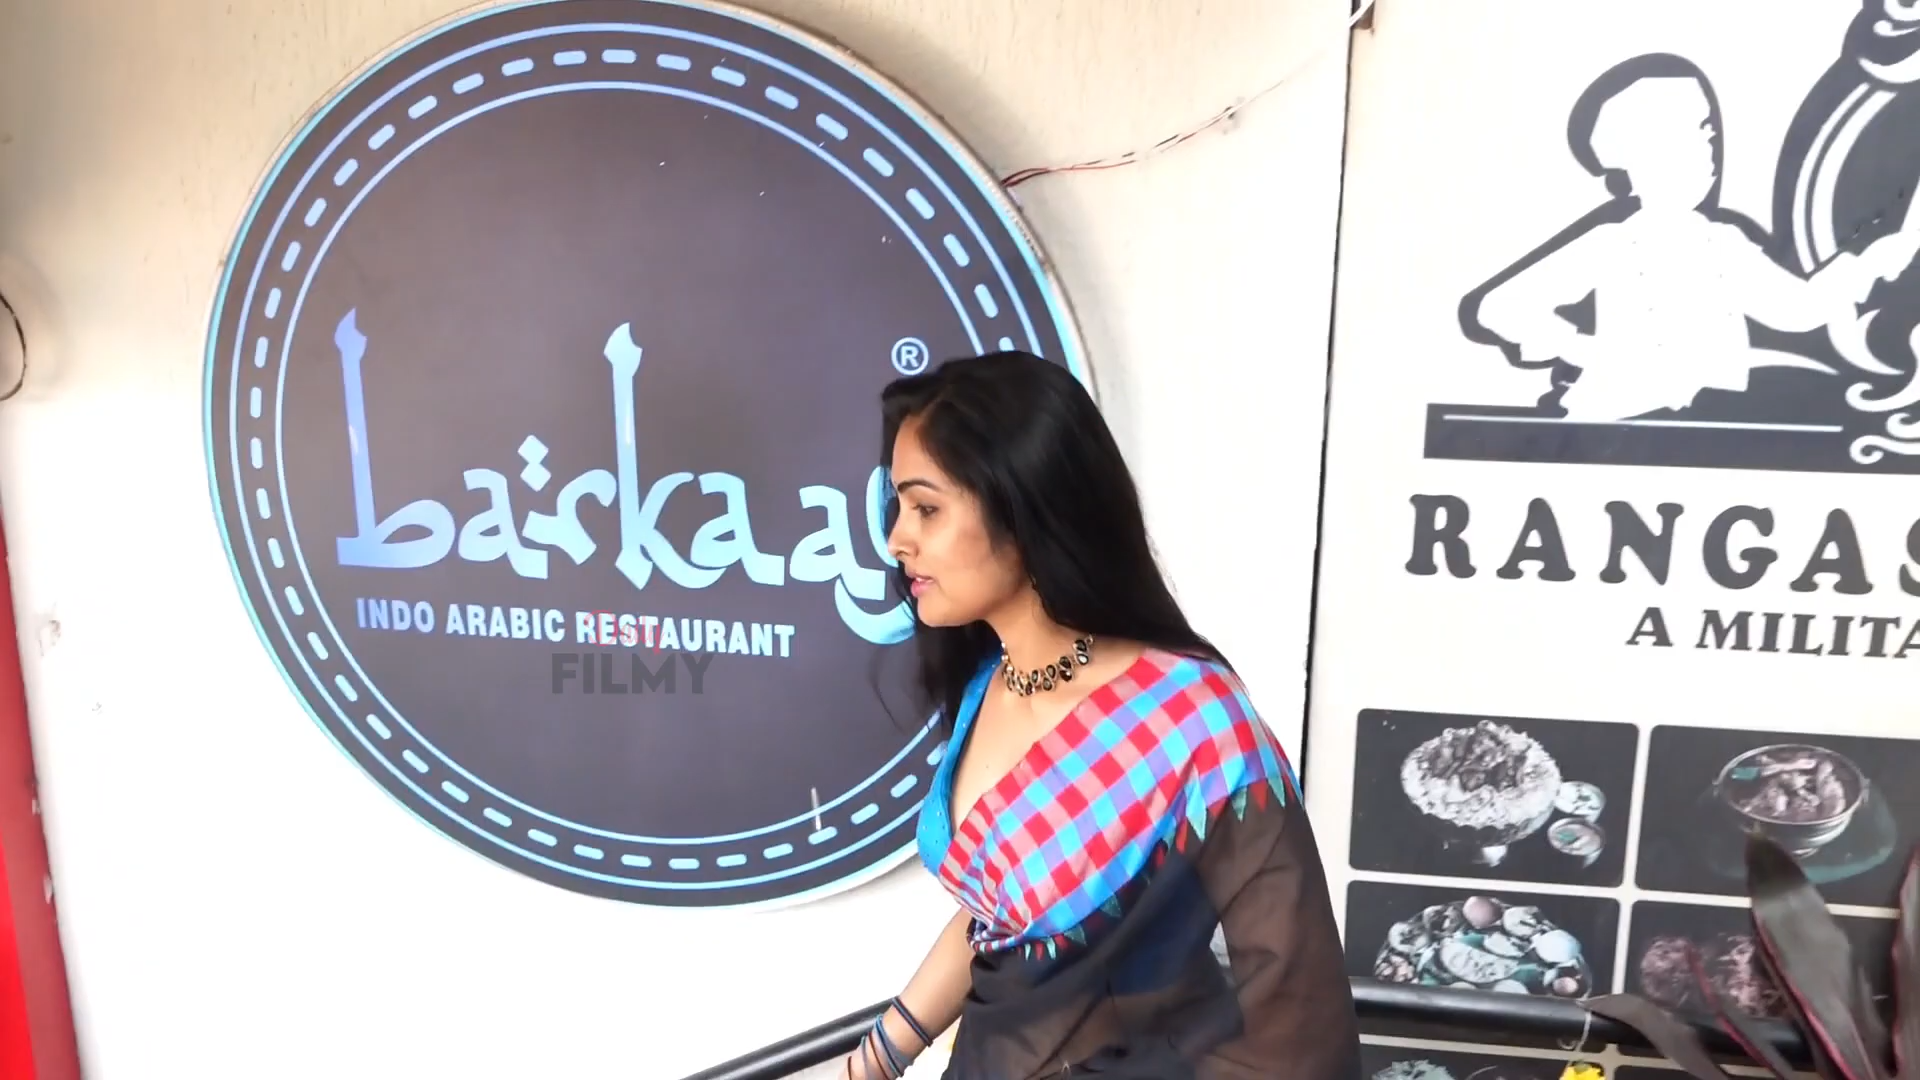 barkaas
®
INDO ARABIC RESTAURANT
FILMY
RANGAS
A MILITA